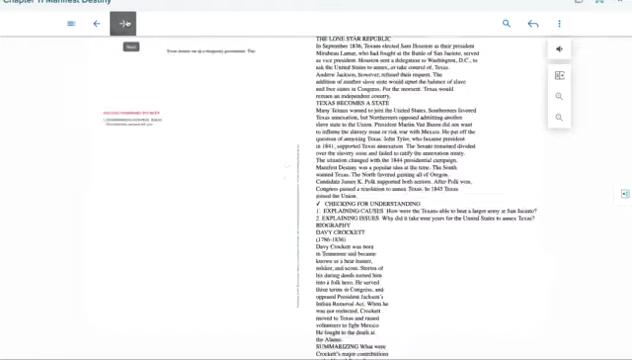 Chapter 11 Manifest Destiny
Next
Texas set up a temporary government. The
THE LONE STAR REPUBLIC
In September 1836, Texans elected Sam Houston as their president
Mirabeau Lamar, who had fought at the Battle of San Jacinto, served
as vice president. Houston sent a delegation to Washington, D.C., to
ask the United States to annex, or take control of, Texas.
Andrew Jackson, however, refused their request. The
addition of another slave state would upset the balance of slave
and free states in Congress. For the moment, Texas would
remain an independent country.
TEXAS BECOMES A STATE
Many Texans wanted to join the United States. Southerners favored
Texas annexation, but Northerners opposed admitting another
slave state to the Union. President Martin Van Buren did not want
to inflame the slavery issue or risk war with Mexico. He put off the
question of annexing Texas. John Tyler, who became president
in 1841, supported Texas annexation. The Senate remained divided
over the slavery issue and failed to ratify the annexation treaty.
The situation changed with the 1844 presidential campaign.
Manifest Destiny was a popular idea at the time. The South
wanted Texas. The North favored gaining all of Oregon.
Candidate James K. Polk supported both actions. After Polk won,
Congress passed a resolution to annex Texas. In 1845 Texas
joined the Union.
✓ CHECKING FOR UNDERSTANDING
1. EXPLAINING CAUSES How were the Texans able to beat a larger army at San Jacinto?
2. EXPLAINING ISSUES Why did it take nine years for the United States to annex Texas?
BIOGRAPHY
DAVY CROCKETT
(1786-1836)
Davy Crockett was born
in Tennessee and became
known as a bear hunter,
soldier, and scout. Stories of
his daring deeds turned him
into a folk hero. He served
three terms in Congress, and
opposed President Jackson's
Indian Removal Act. When he
was not reelected, Crockett
moved to Texas and raised
volunteers to fight Mexico
He fought to the death at
the Alamo.
SUMMARIZING What were
Crockett's major contributions